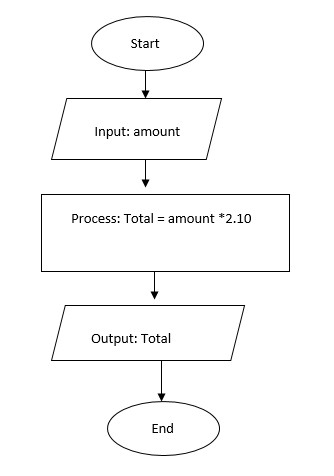 Start
Input: amount
Process: Total = amount *2.10
Output: Total
End